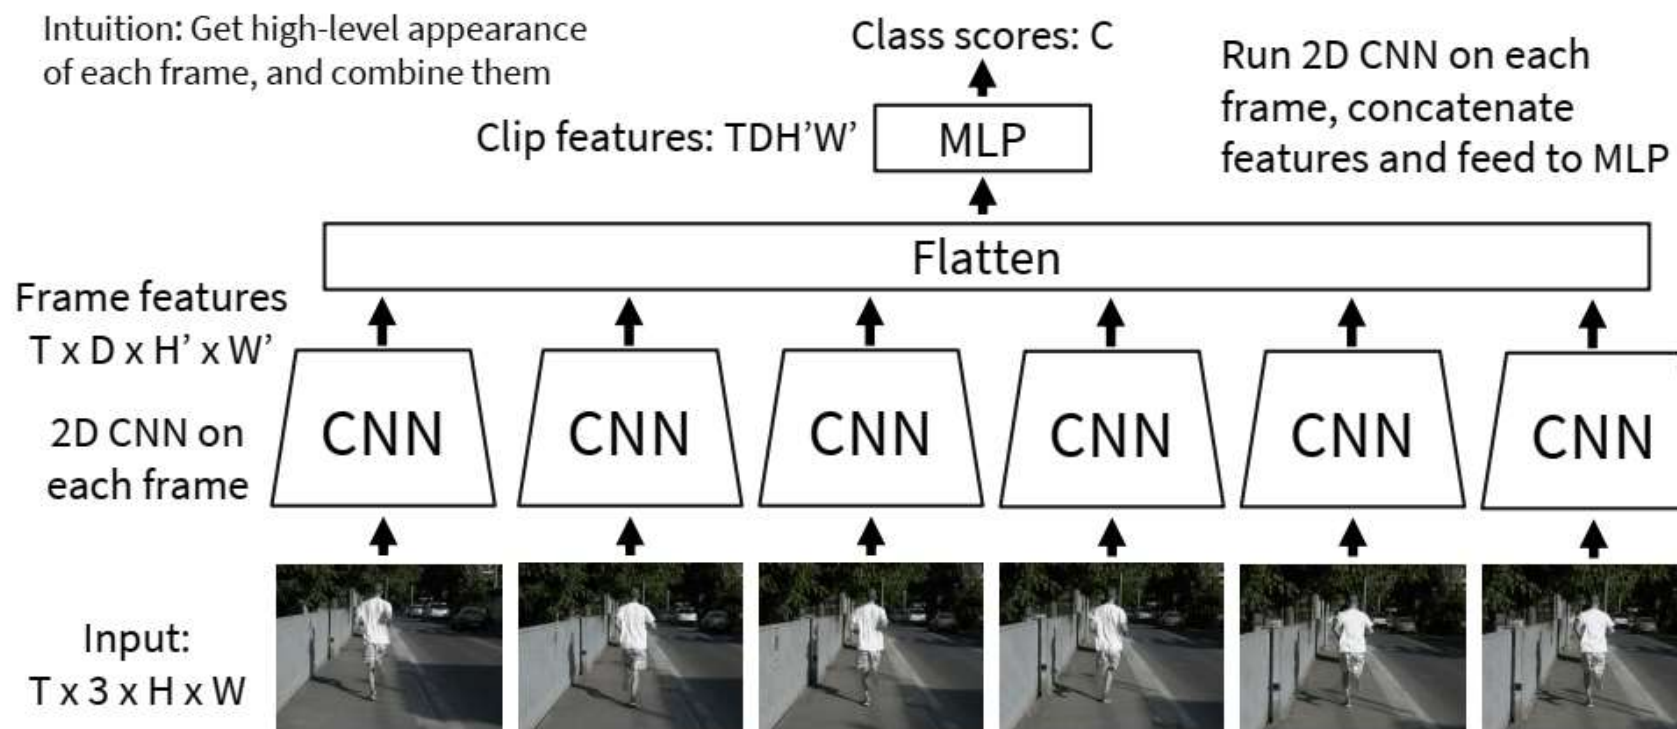 Intuition: Get high-level appearance
of each frame, and combine them
Class scores: C
Run 2D CNN on each
frame, concatenate
features and feed to MLP
Clip features: TDH’W’
MLP
Flatten
Frame features
T x D x H’ x W’
2D CNN on
each frame
CNN
CNN
CNN
CNN
CNN
CNN
Input:
T x 3 x H x W